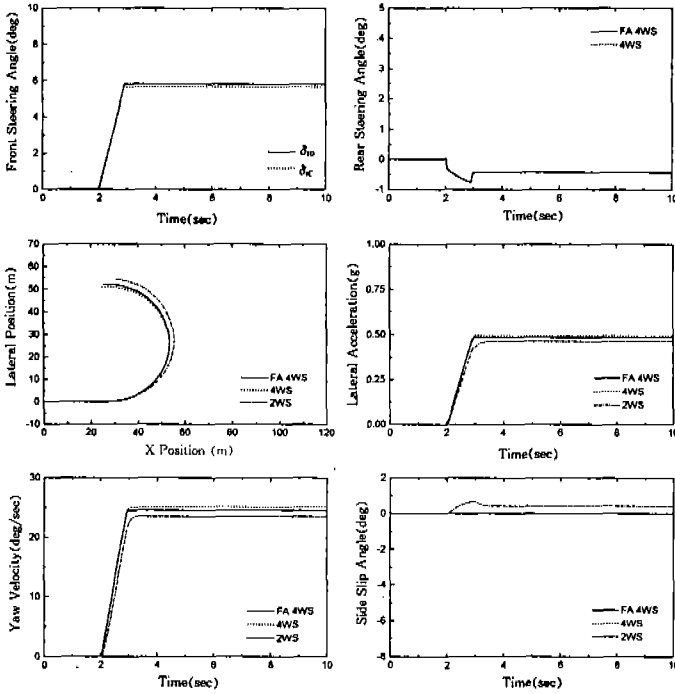 Front Steering Angle(deg)
10
8
6
4
2
0
0 2 4 6 8 10
Time(sec)
Rear Steering Angle(deg)
5
4
3
2
1
0
-1
0 2 4 6 8 10
Time(sec)
FA 4WS
4WS
Lateral Position(m)
70
60
50
40
30
20
10
0
-10
0 20 40 60 80 100 120
X Position (m)
FA 4WS
4WS
2WS
Lateral Acceleration(g)
1.00
0.75
0.50
0.25
0.00
0 2 4 6 8 10
Time(sec)
FA 4WS
4WS
2WS
Yaw Velocity(deg/sec)
30
20
10
0
0 2 4 6 8 10
Time(sec)
FA 4WS
4WS
2WS
Side Slip Angle(deg)
2
0
-2
-4
-6
-8
0 2 4 6 8 10
Time(sec)
FA 4WS
4WS
2WS